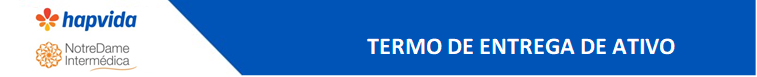 hapvida
NotreDame
Intermédica
TERMO DE ENTREGA DE ATIVO